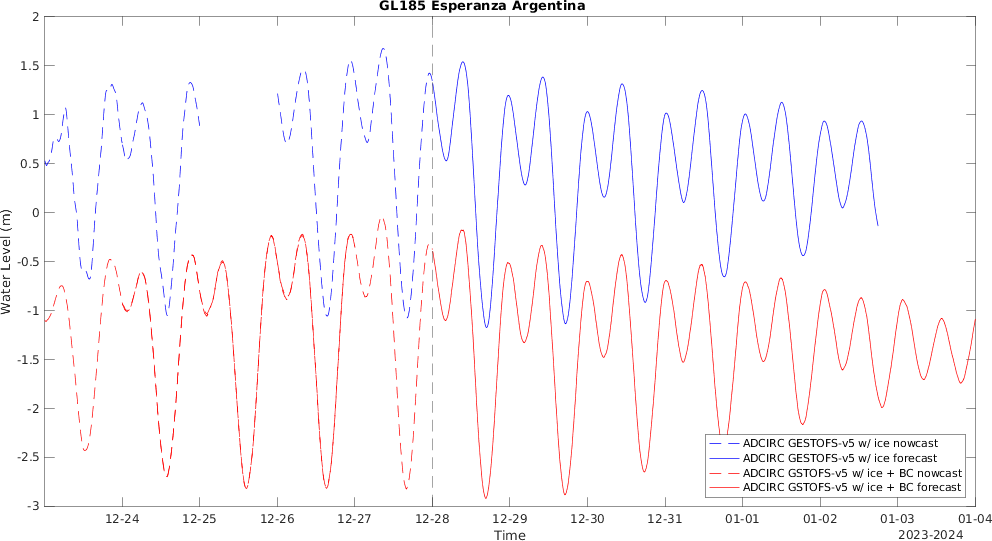 GL185 Esperanza Argentina
2
1.5
1
0.5
0
-0.5
-1
-1.5
-2
-2.5
-3
Water Level (m)
12-24 12-25 12-26 12-27 12-28 12-29 12-30 12-31 01-01 01-02 01-03 01-04
Time
2023-2024
ADCIRC GESTOFS-v5 w/ ice nowcast
ADCIRC GESTOFS-v5 w/ ice forecast
ADCIRC GSTOFS-v5 w/ ice + BC nowcast
ADCIRC GSTOFS-v5 w/ ice + BC forecast